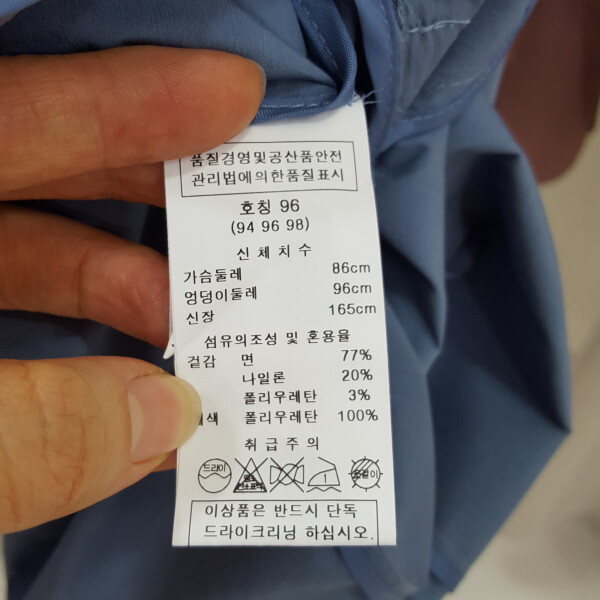 품질경영및공산품안전
관리법에의한품질표시
호칭 96
(94 96 98)
신 체 치 수
가슴둘레 86cm
엉덩이둘레 96cm
신장 165cm
섬유의조성 및 혼용율
겉감 면 77%
나일론 20%
폴리우레탄 3%
색 폴리우레탄 100%
취 급 주 의
드라이 1
이상품은 반드시 단독
드라이크리닝 하십시오.